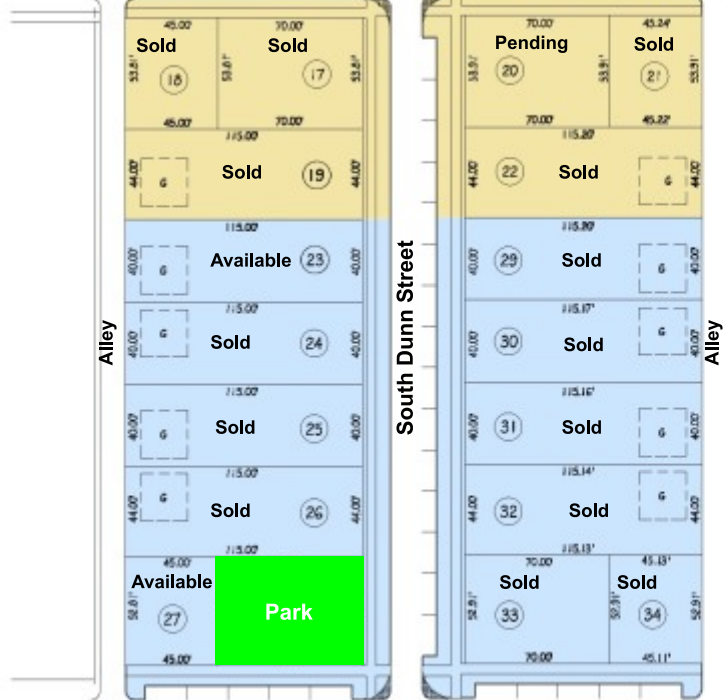 45.00' 70.00'
Sold Sold
53.81' 18 53.81' 17 53.81'
45.00' 70.00'
115.00'
44.00' G Sold 19 44.00'
115.00'
40.00' G Available 23 40.00'
115.00'
40.00' G Sold 24 40.00'
115.00'
40.00' G Sold 25 40.00'
115.00'
44.00' G Sold 26 44.00'
115.00'
45.00'
Available
52.81' 27
Park
45.00'
Alley
South Dunn Street
70.00' 45.24'
Pending Sold
53.91' 20 53.91' 21 53.91'
70.00' 45.22'
115.20'
44.00' 22 Sold G 44.00'
115.20'
40.00' 29 Sold G 40.00'
115.17'
40.00' 30 Sold G 40.00'
115.16'
40.00' 31 Sold G 40.00'
115.14'
44.00' 32 Sold G 44.00'
115.13'
70.00' 45.13'
Sold Sold
52.91' 33 52.91' 34 52.91'
70.00' 45.11'
Alley